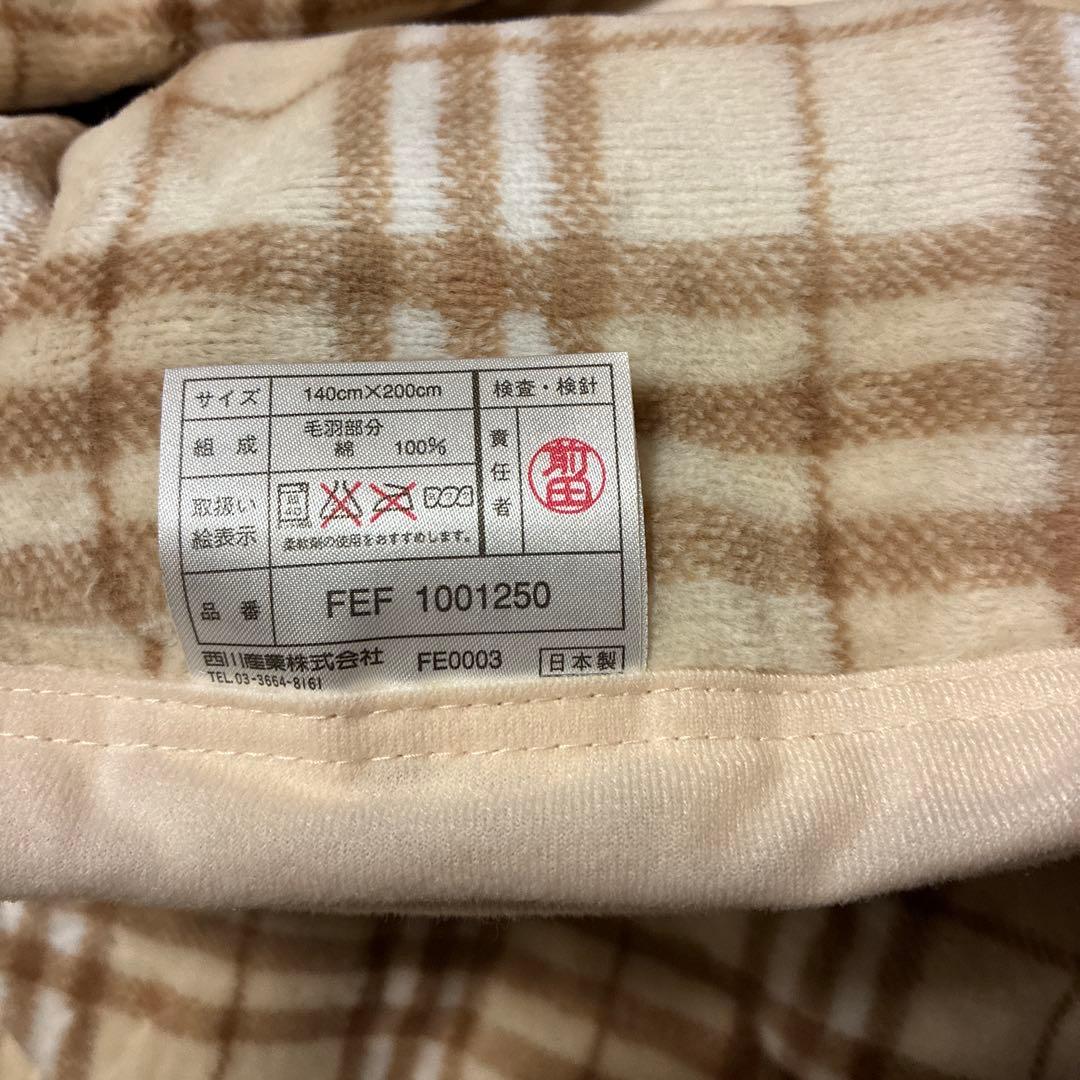 サイズ 140cm×200cm 検査・検針
組成 毛羽部分
綿 100%
責任者 前田
取扱い
絵表示
柔軟剤の使用をおすすめします。
品番 FEF 1001250
西川産業株式会社 FE0003 日本製
TEL 03-3664-8161